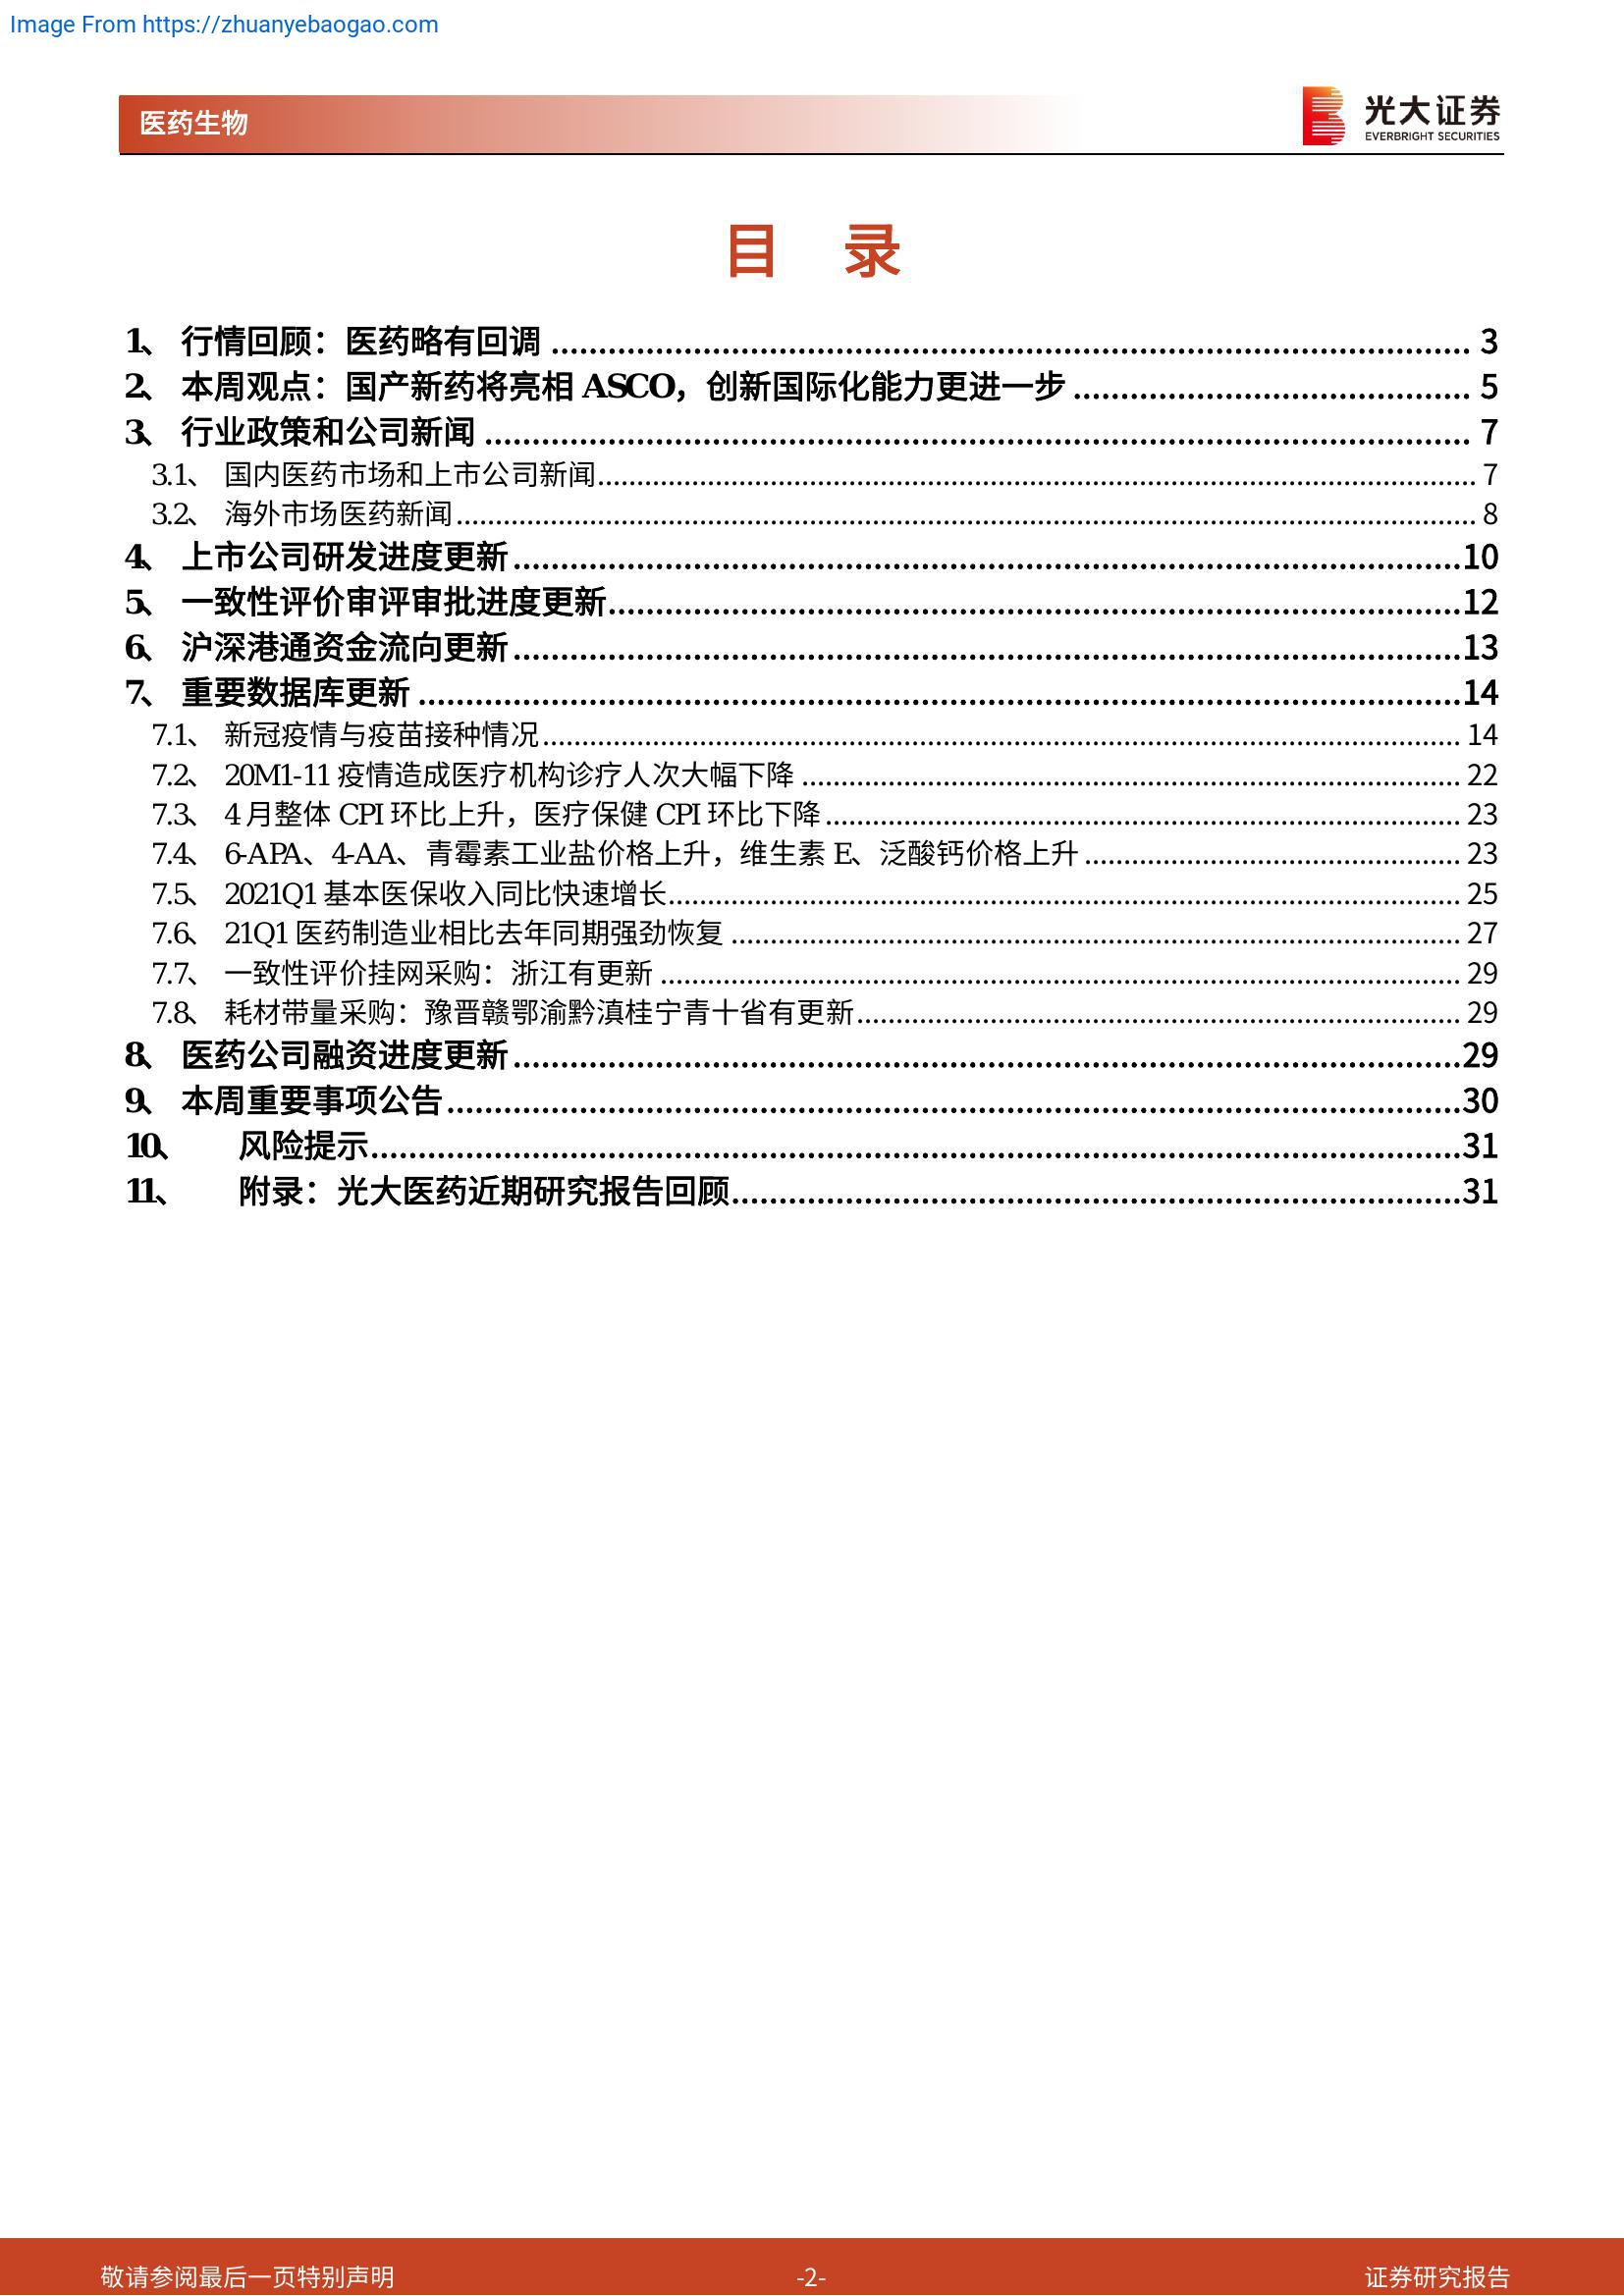 Image From https://zhuanyebaogao.com
医药生物
光大证券
EVERBRIGHT SECURITIES
目 录
1、 行情回顾：医药略有回调 ........ 3
2、 本周观点：国产新药将亮相 ASCO，创新国际化能力更进一步 ........ 5
3、 行业政策和公司新闻 ........ 7
3.1、 国内医药市场和上市公司新闻 ........ 7
3.2、 海外市场医药新闻 ........ 8
4、 上市公司研发进度更新 ........ 10
5、 一致性评价审评审批进度更新 ........ 12
6、 沪深港通资金流向更新 ........ 13
7、 重要数据库更新 ........ 14
7.1、 新冠疫情与疫苗接种情况 ........ 14
7.2、 20M1-11 疫情造成医疗机构诊疗人次大幅下降 ........ 22
7.3、 4 月整体 CPI 环比上升，医疗保健 CPI 环比下降 ........ 23
7.4、 6-APA、4-AA、青霉素工业盐价格上升，维生素 E、泛酸钙价格上升 ........ 23
7.5、 2021Q1 基本医保收入同比快速增长 ........ 25
7.6、 21Q1 医药制造业相比去年同期强劲恢复 ........ 27
7.7、 一致性评价挂网采购：浙江有更新 ........ 29
7.8、 耗材带量采购：豫晋赣鄂渝黔滇桂宁青十省有更新 ........ 29
8、 医药公司融资进度更新 ........ 29
9、 本周重要事项公告 ........ 30
10、 风险提示 ........ 31
11、 附录：光大医药近期研究报告回顾 ........ 31
敬请参阅最后一页特别声明
-2-
证券研究报告